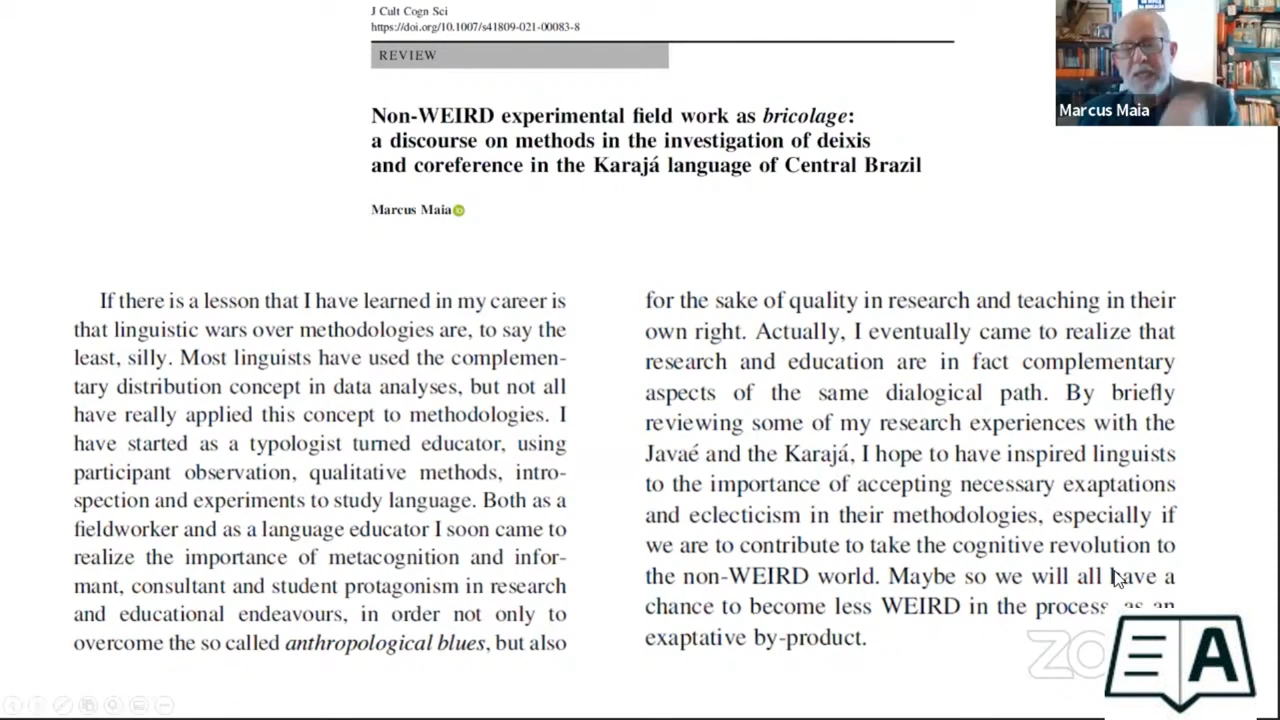 J Cult Cogn Sci
https://doi.org/10.1007/s41809-021-00083-8
REVIEW
Marcus Maia
Non-WEIRD experimental field work as bricolage:
a discourse on methods in the investigation of deixis
and coreference in the Karajá language of Central Brazil
Marcus Maia
If there is a lesson that I have learned in my career is
that linguistic wars over methodologies are, to say the
least, silly. Most linguists have used the complemen-
tary distribution concept in data analyses, but not all
have really applied this concept to methodologies. I
have started as a typologist turned educator, using
participant observation, qualitative methods, intro-
spection and experiments to study language. Both as a
fieldworker and as a language educator I soon came to
realize the importance of metacognition and infor-
mant, consultant and student protagonism in research
and educational endeavours, in order not only to
overcome the so called anthropological blues, but also
for the sake of quality in research and teaching in their
own right. Actually, I eventually came to realize that
research and education are in fact complementary
aspects of the same dialogical path. By briefly
reviewing some of my research experiences with the
Javaé and the Karajá, I hope to have inspired linguists
to the importance of accepting necessary exaptations
and eclecticism in their methodologies, especially if
we are to contribute to take the cognitive revolution to
the non-WEIRD world. Maybe so we will all have a
chance to become less WEIRD in the process as an
exaptative by-product.
A